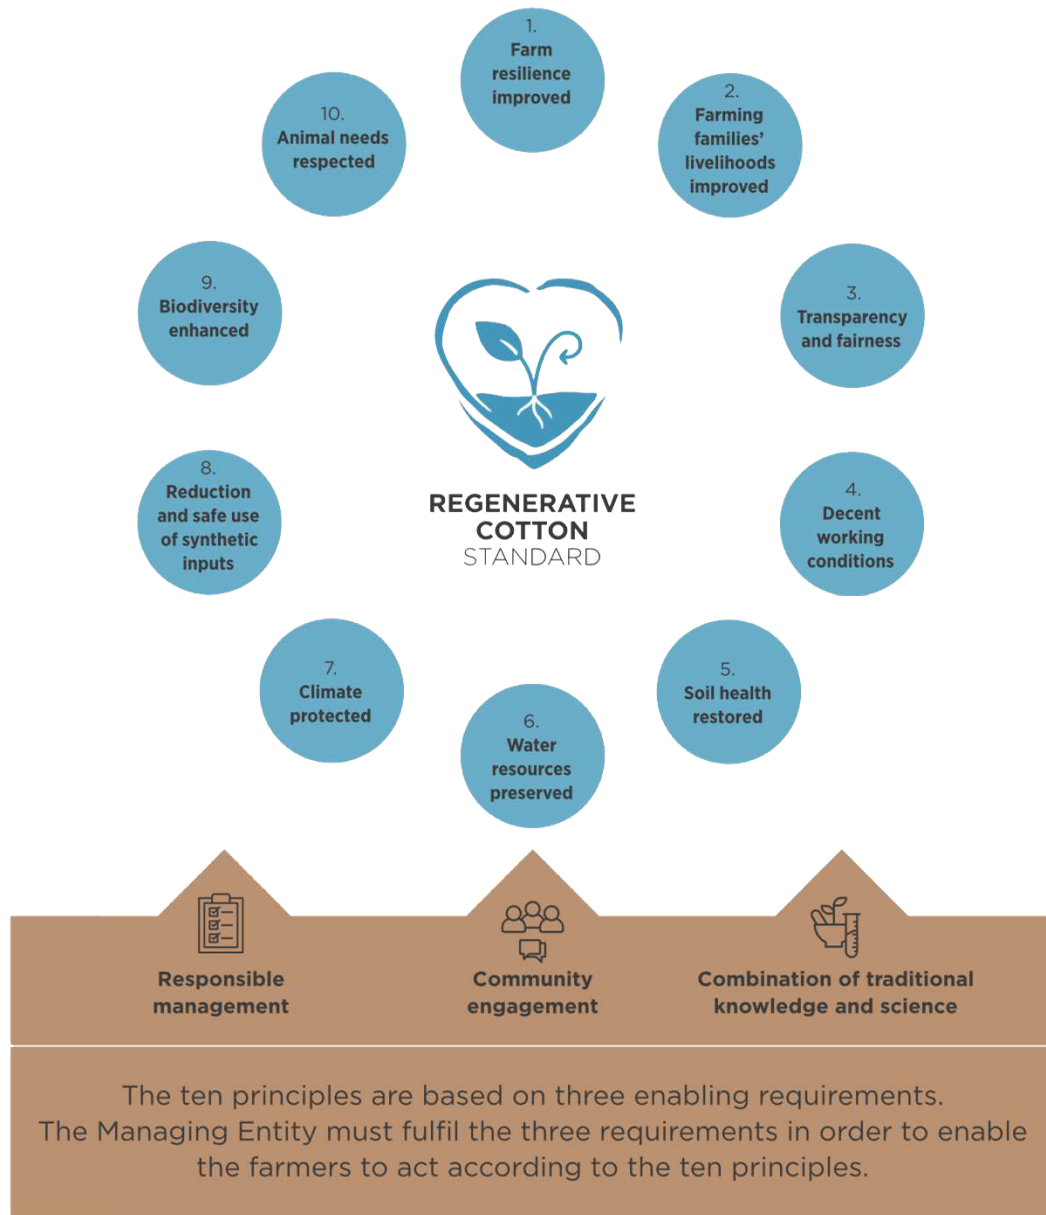 1.
Farm
resilience
improved
2.
Farming
families'
livelihoods
improved
3.
Transparency
and fairness
4.
Decent
working
conditions
5.
Soil health
restored
6.
Water
resources
preserved
7.
Climate
protected
8.
Reduction
and safe use
of synthetic
inputs
9.
Biodiversity
enhanced
10.
Animal needs
respected
REGENERATIVE
COTTON
STANDARD
Responsible
management
Community
engagement
Combination of traditional
knowledge and science
The ten principles are based on three enabling requirements.
The Managing Entity must fulfil the three requirements in order to enable
the farmers to act according to the ten principles.